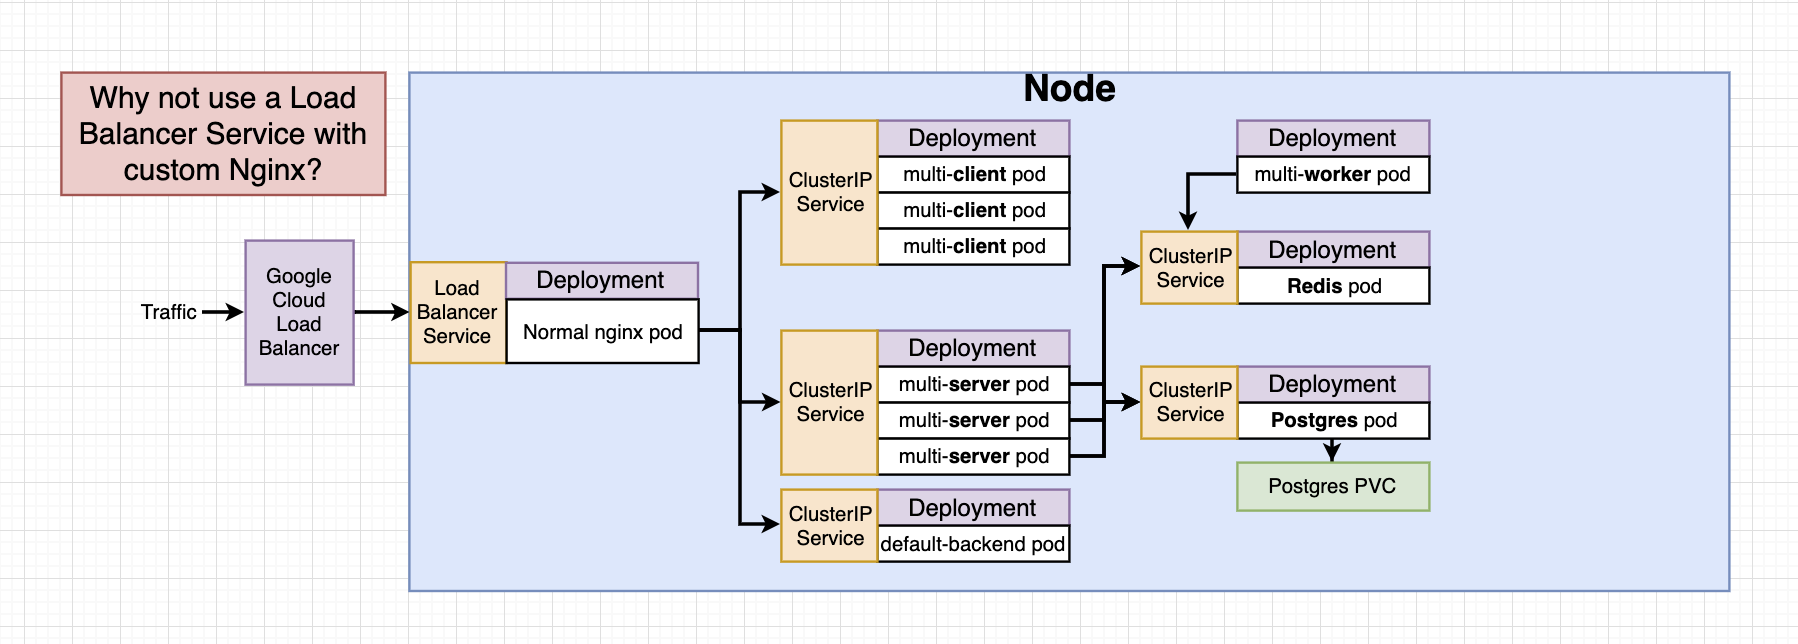 Why not use a Load
Balancer Service with
custom Nginx?
Node
Traffic
Google
Cloud
Load
Balancer
Load
Balancer
Service
Deployment
Normal nginx pod
ClusterIP
Service
Deployment
multi-client pod
multi-client pod
multi-client pod
ClusterIP
Service
Deployment
multi-server pod
multi-server pod
multi-server pod
ClusterIP
Service
Deployment
default-backend pod
Deployment
multi-worker pod
ClusterIP
Service
Deployment
Redis pod
ClusterIP
Service
Deployment
Postgres pod
Postgres PVC